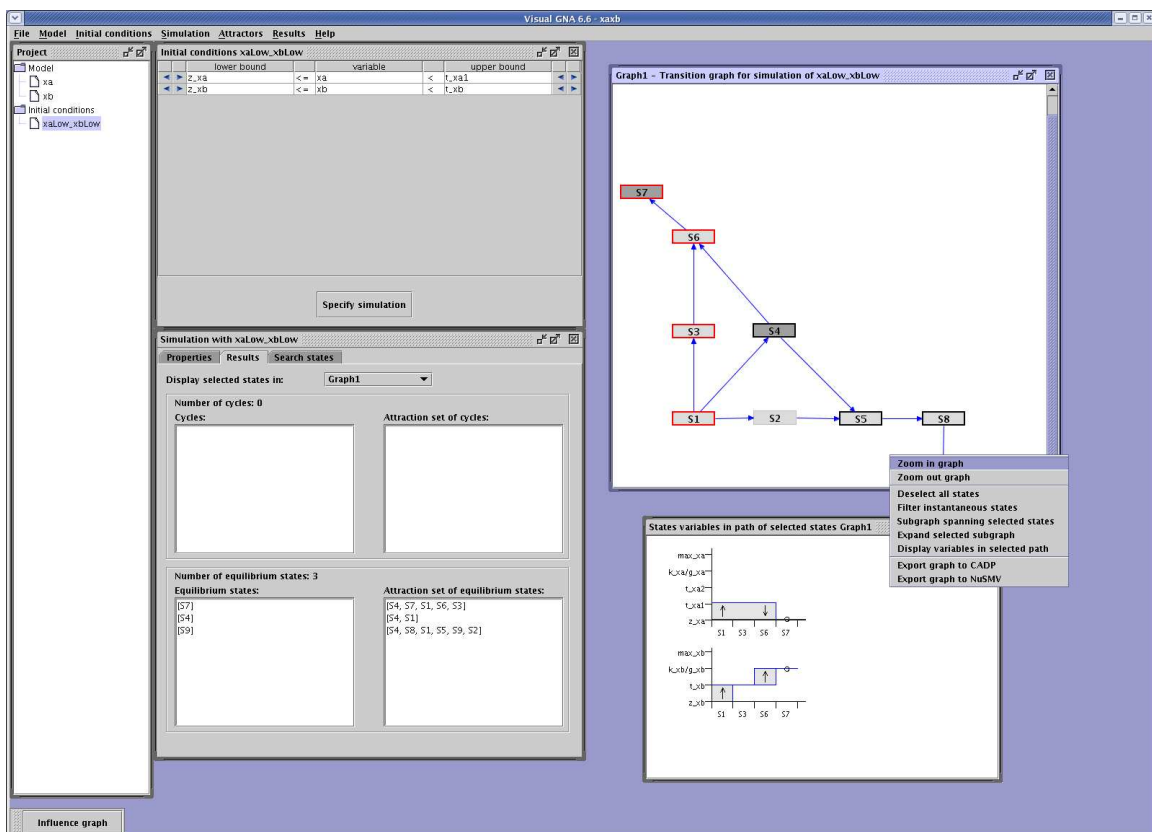 Visual GNA 6.6 - xaxb
File Model Initial conditions Simulation Attractors Results Help
Project
Model
xa
xb
Initial conditions
xaLow_xbLow
Initial conditions xaLow_xbLow
lower bound variable upper bound
z_xa <= xa < t_xa1
z_xb <= xb < t_xb
Specify simulation
Simulation with xaLow_xbLow
Properties Results Search states
Display selected states in: Graph1
Number of cycles: 0
Cycles: Attraction set of cycles:
Number of equilibrium states: 3
Equilibrium states: Attraction set of equilibrium states:
[S7] [S4, S7, S1, S6, S3]
[S4] [S4, S1]
[S9] [S4, S8, S1, S5, S9, S2]
Graph1 - Transition graph for simulation of xaLow_xbLow
S7
S6
S3 S4
S1 S2 S5 S8
Zoom in graph
Zoom out graph
Deselect all states
Filter instantaneous states
Subgraph spanning selected states
Expand selected subgraph
Display variables in selected path
Export graph to CADP
Export graph to NuSMV
States variables in path of selected states Graph1
max_xa
k_xa/g_xa
t_xa2
t_xa1
z_xa
S1 S3 S6 S7
max_xb
k_xb/g_xb
t_xb
z_xb
S1 S3 S6 S7
Influence graph